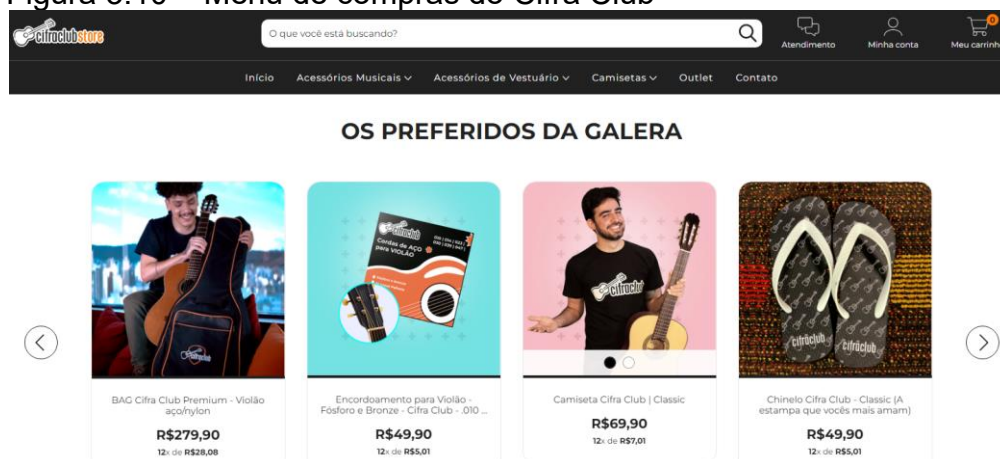 Figura 3.10 – Menu de compras do Cifra Club
cifraclubstore
O que você está buscando?
Atendimento
Minha conta
0
Meu carrinh
Início Acessórios Musicais Acessórios de Vestuário Camisetas Outlet Contato
OS PREFERIDOS DA GALERA
cifraclub
cifraclub
Cordas de AÇO
para VIOLÃO
cifraclub
cifraclub cifraclub
BAG Cifra Club Premium - Violão
aço/nylon
R$279,90
12x de R$28,08
Encordoamento para Violão -
Fósforo e Bronze - Cifra Club - .010 ...
R$49,90
12x de R$5,01
Camiseta Cifra Club | Classic
R$69,90
12x de R$7,01
Chinelo Cifra Club - Classic (A
estampa que vocês mais amam)
R$49,90
12x de R$5,01